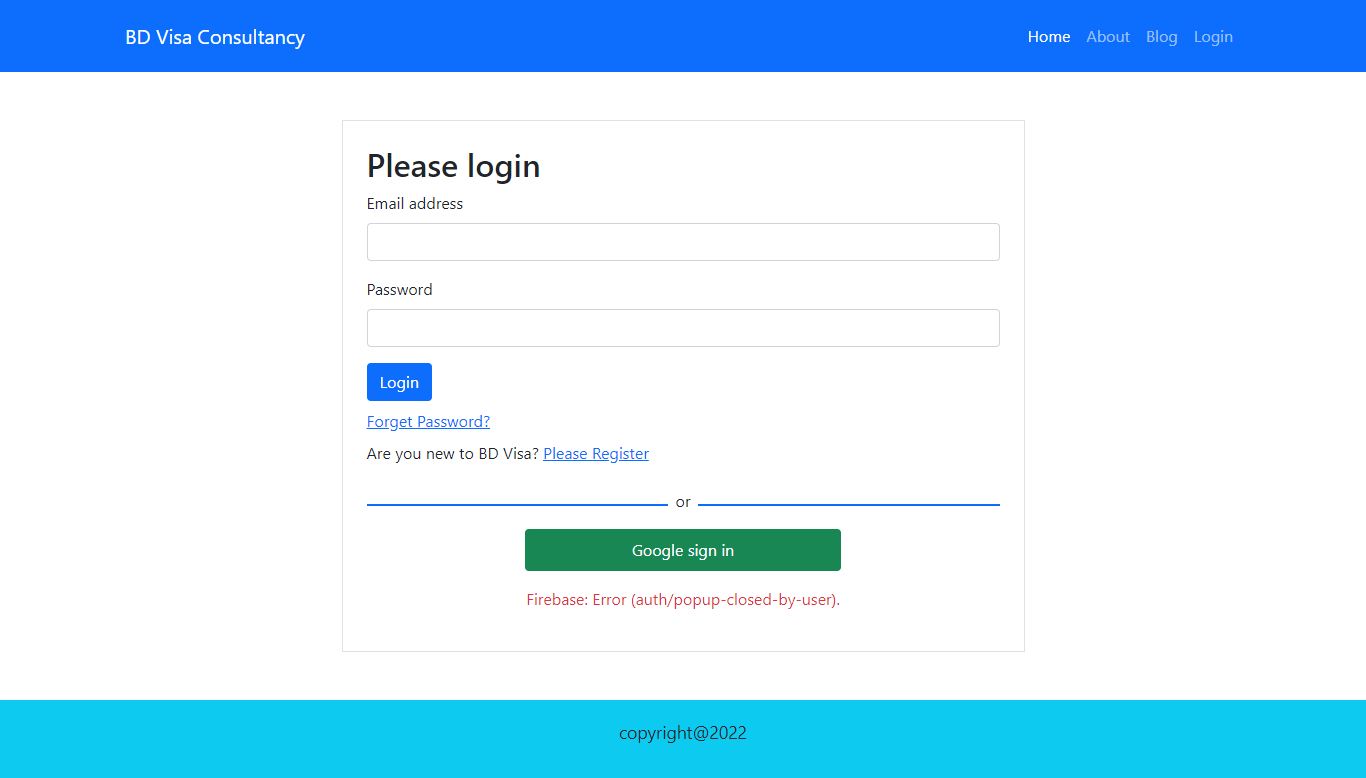 BD Visa Consultancy
Home About Blog Login
Please login
Email address
Password
Login
Forget Password?
Are you new to BD Visa? Please Register
or
Google sign in
Firebase: Error (auth/popup-closed-by-user).
copyright@2022